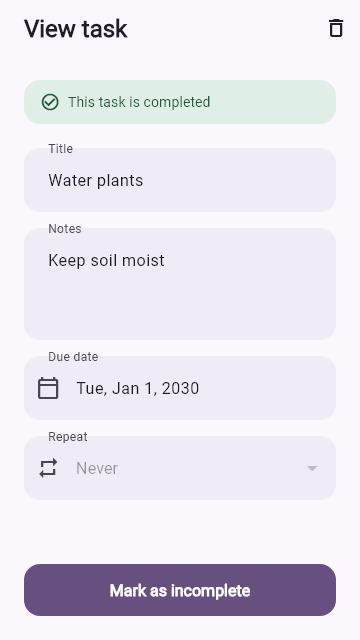 View task
This task is completed
Title
Water plants
Notes
Keep soil moist
Due date
Tue, Jan 1, 2030
Repeat
Never
Mark as incomplete